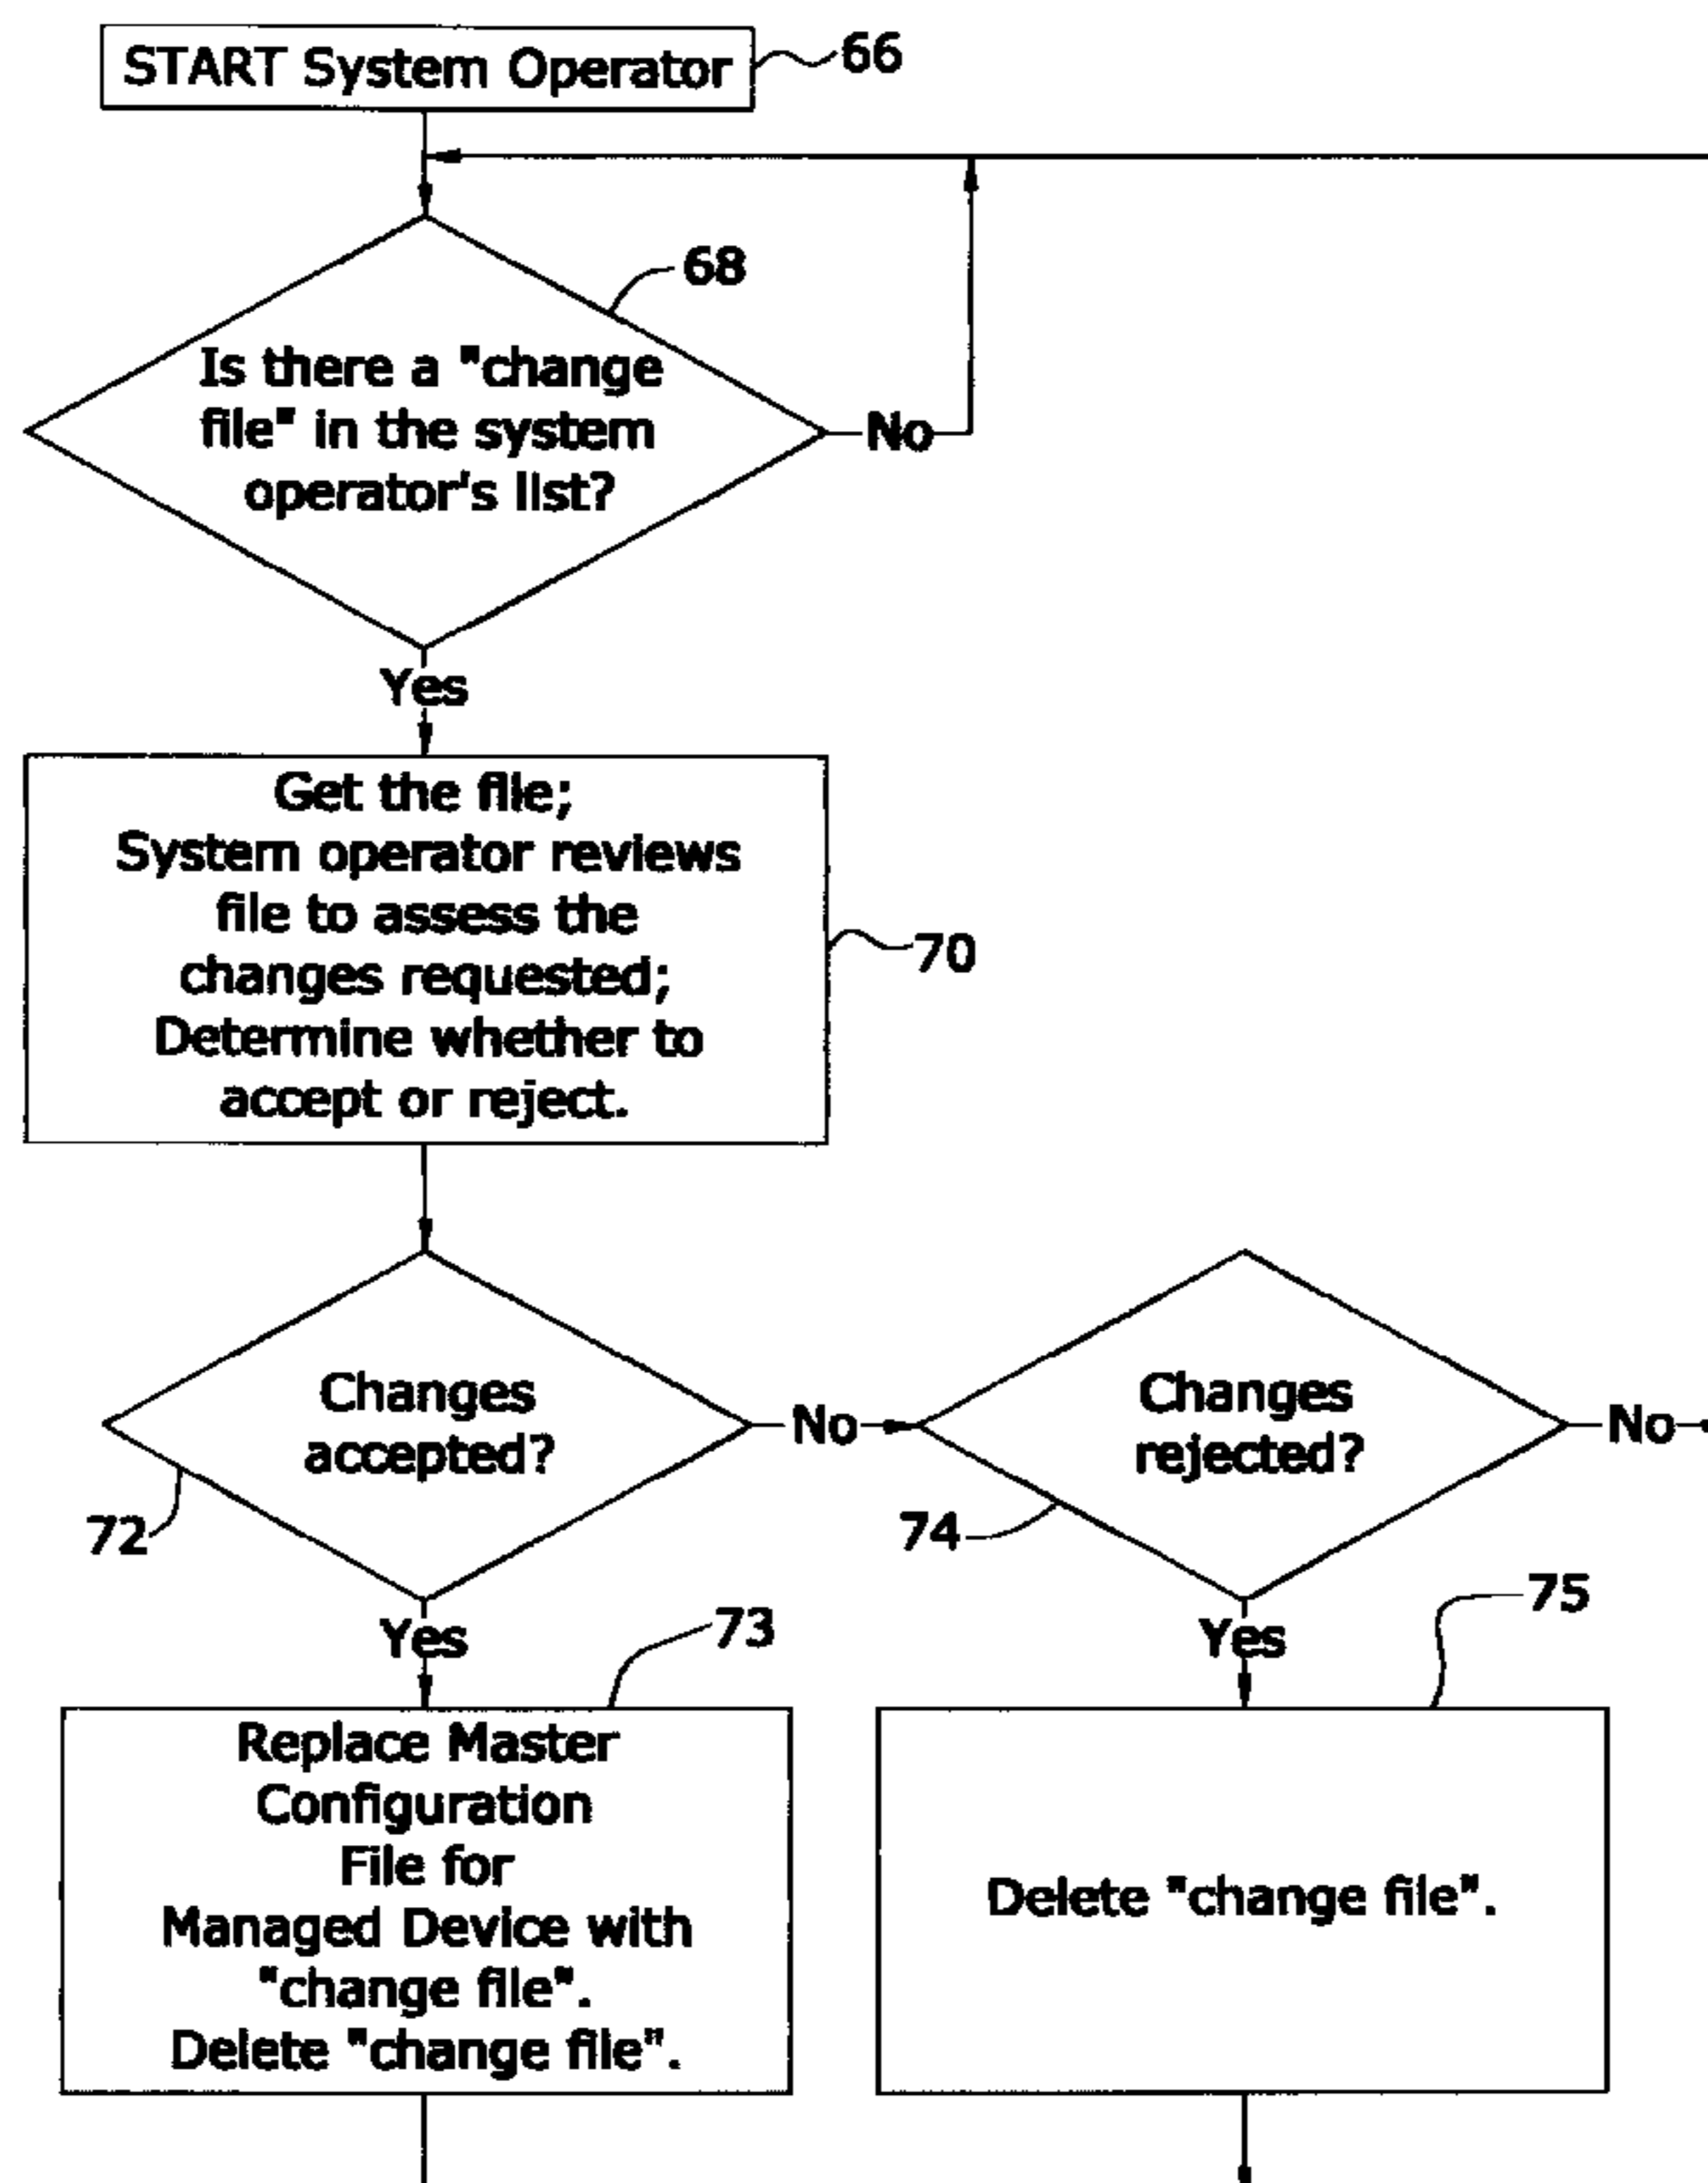 START System Operator
66
68
Is there a "change
file" in the system
operator's list?
No
Yes
Get the file;
System operator reviews
file to assess the
changes requested;
Determine whether to
accept or reject.
70
Changes
accepted?
No
72
Changes
rejected?
No
74
Yes
73
Yes
75
Replace Master
Configuration
File for
Managed Device with
"change file".
Delete "change file".
Delete "change file".